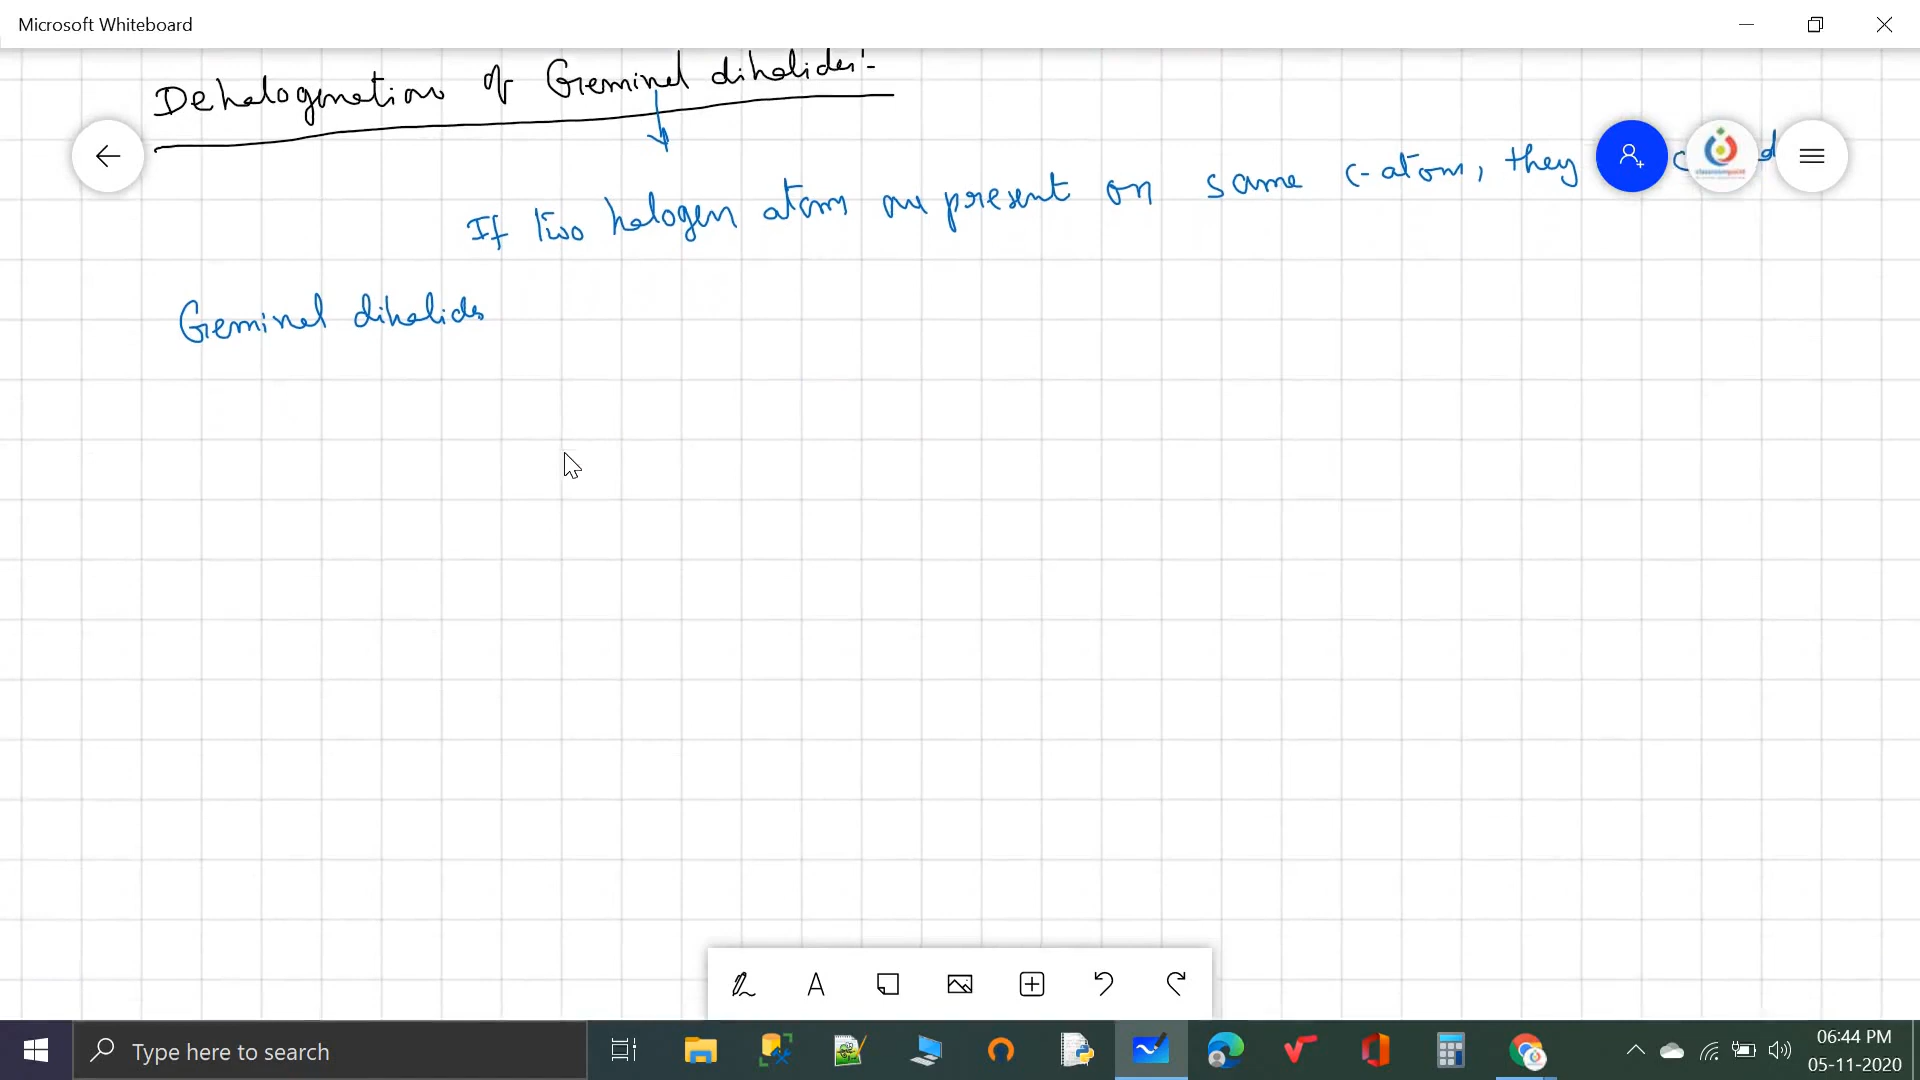 Microsoft Whiteboard
Dehalogenation of Geminal dihalides:-
If two halogen atoms are present on same C-atom, they
Geminal dihalides
Type here to search
06:44 PM
05-11-2020